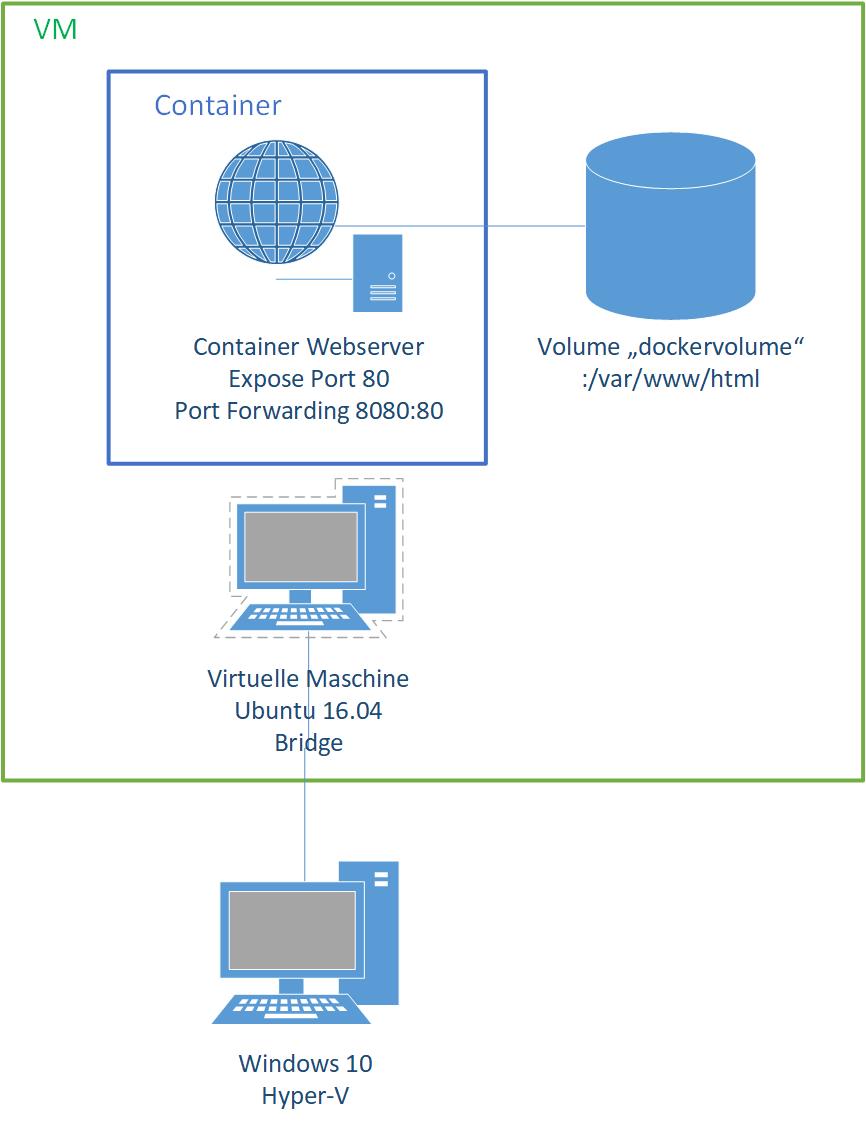 VM
Container
Container Webserver
Expose Port 80
Port Forwarding 8080:80
Volume „dockervolume“
:/var/www/html
Virtuelle Maschine
Ubuntu 16.04
Bridge
Windows 10
Hyper-V